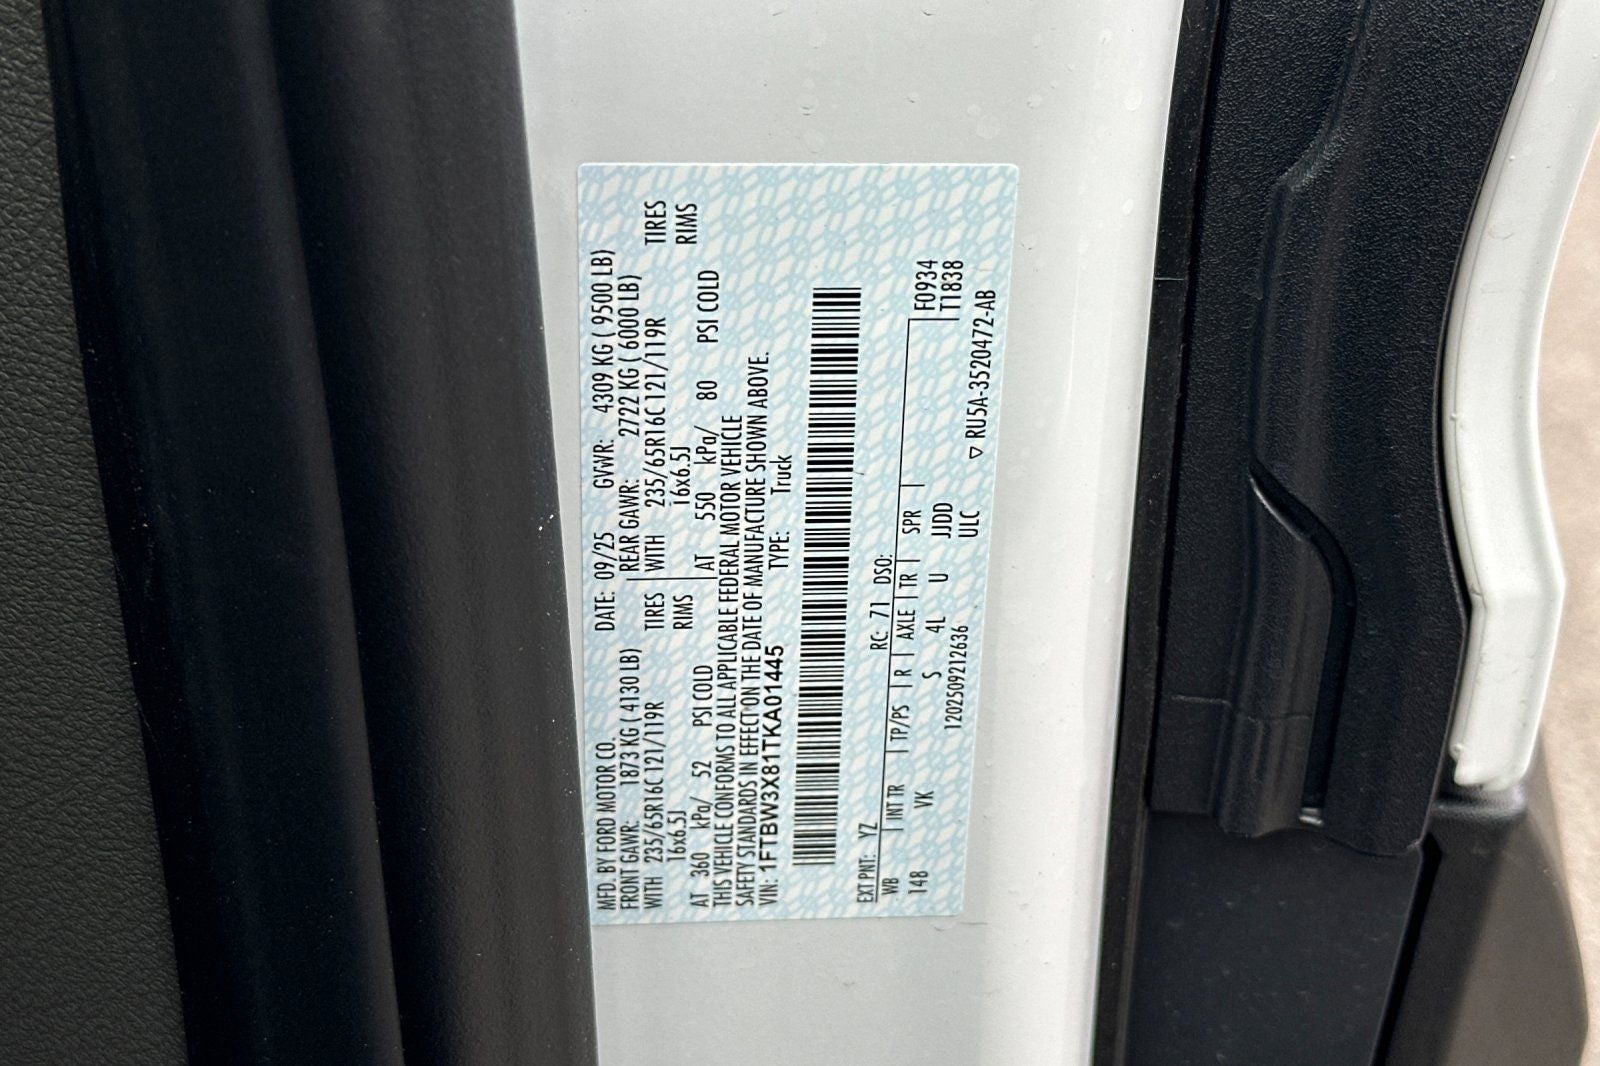 MFD. BY FORD MOTOR CO. DATE: 09/25 GVWR: 4309 KG ( 9500 LB)
FRONT GAWR: 1873 KG ( 4130 LB) REAR GAWR: 2722 KG ( 6000 LB)
WITH 235/65R16C 121/119R TIRES WITH 235/65R16C 121/119R TIRES
16x6.5J RIMS 16x6.5J RIMS
AT 360 kPa/ 52 PSI COLD AT 550 kPa/ 80 PSI COLD
THIS VEHICLE CONFORMS TO ALL APPLICABLE FEDERAL MOTOR VEHICLE
SAFETY STANDARDS IN EFFECT ON THE DATE OF MANUFACTURE SHOWN ABOVE.
VIN: 1FTBW3X81TKA01445 TYPE: Truck
EXT PNT: YZ RC: 71 DSO: F0934
WB INT TR TP/PS R AXLE TR SPR T1838
148 VK S 4L U JJDD
ULC
1202509212636 ▽ RU5A-3520472-AB